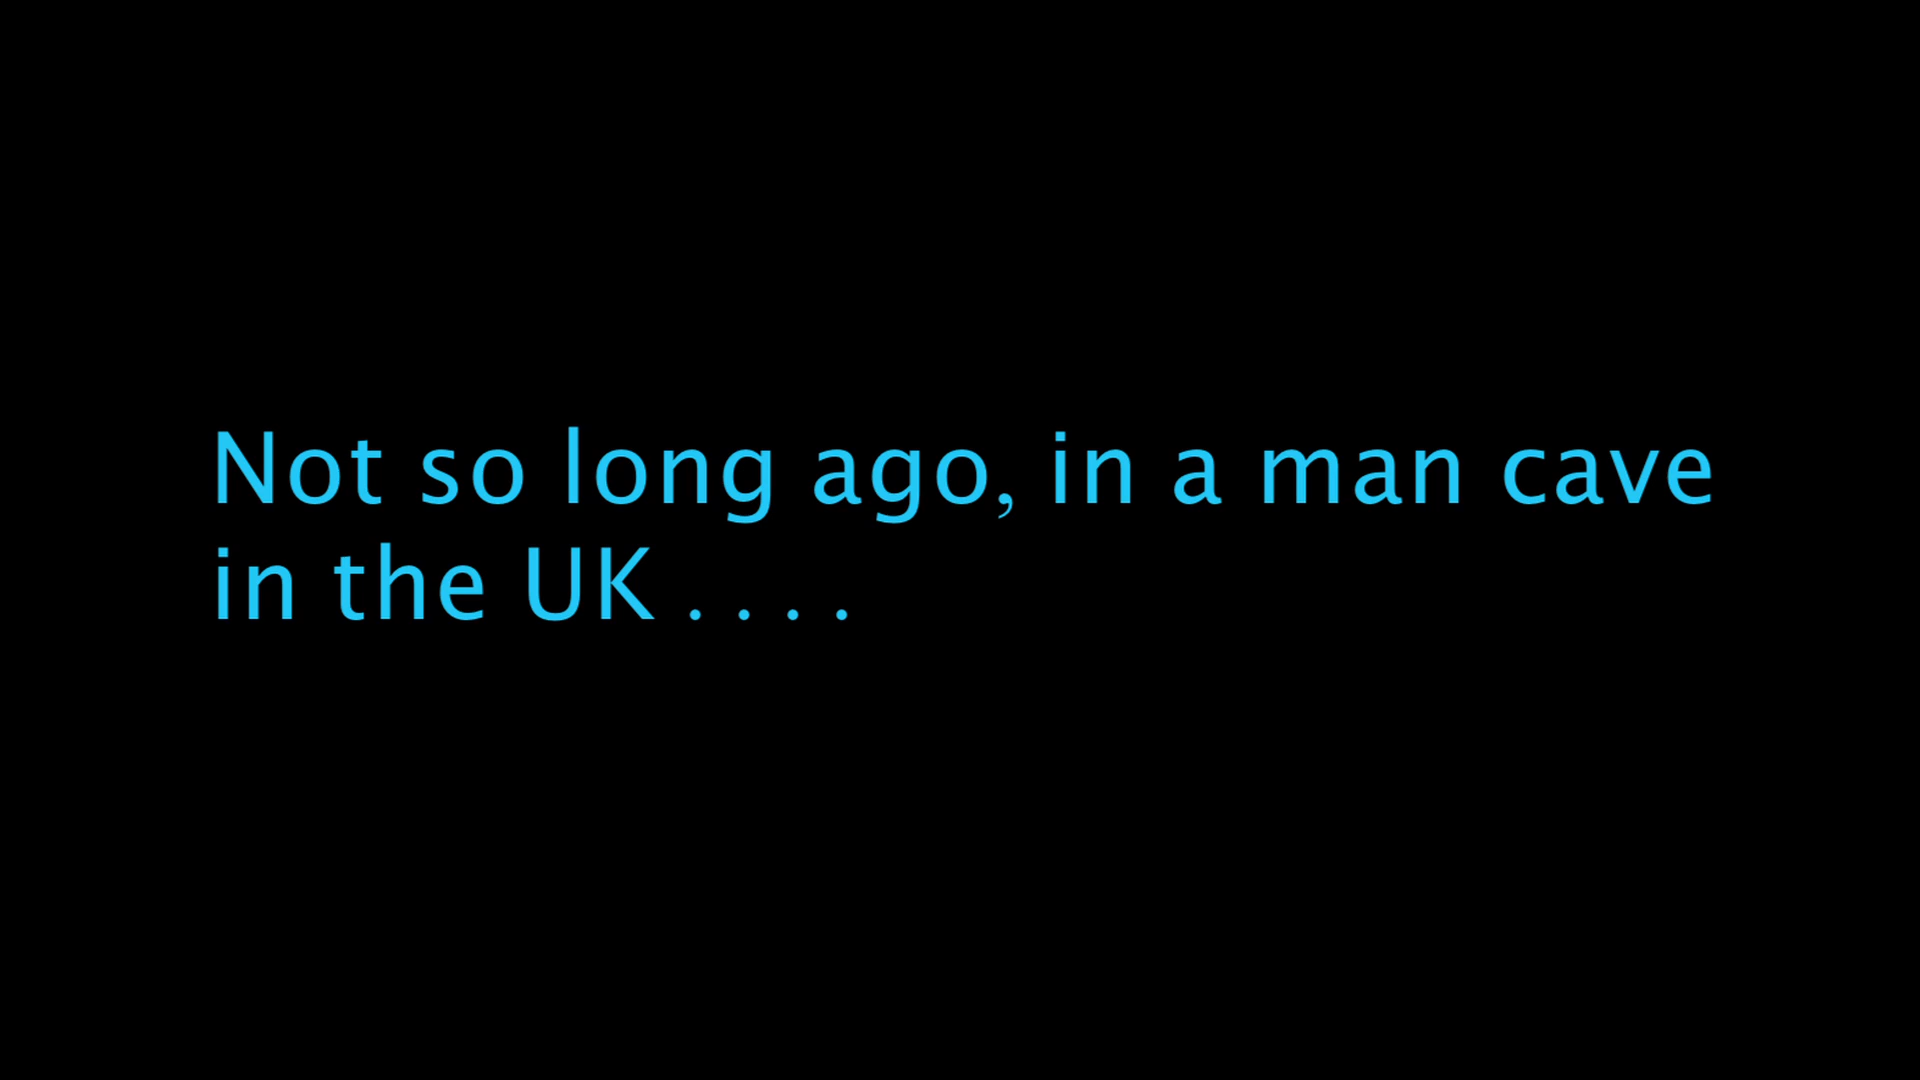 Not so long ago, in a man cave
in the UK . . . .